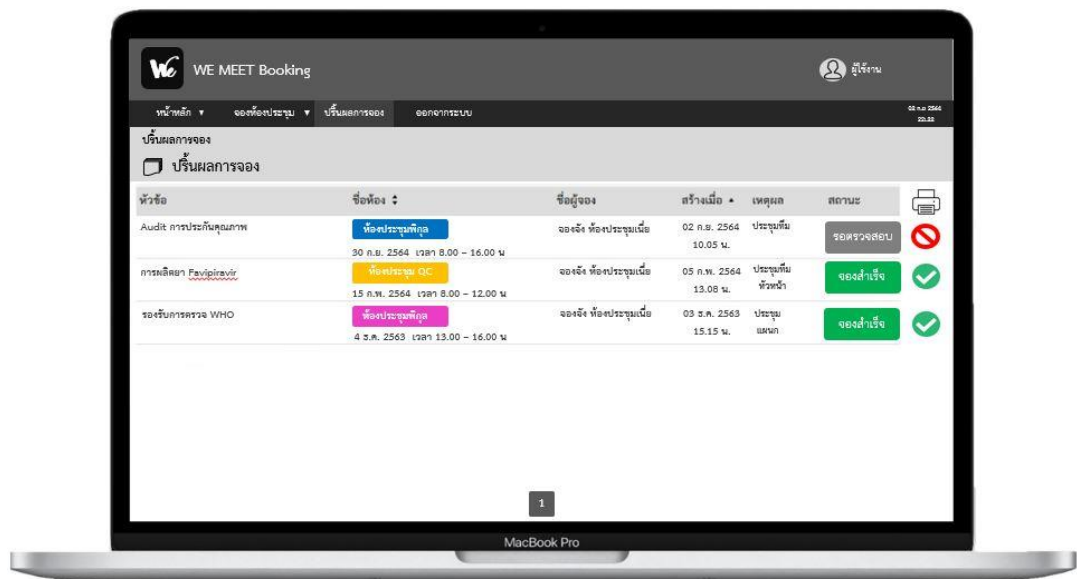 We
WE MEET Booking
ผู้ใช้งาน
หน้าหลัก ▼ จองห้องประชุม ▼ ปริ้นผลการจอง ออกจากระบบ
02 ก.ย 2564
ปริ้นผลการจอง
ปริ้นผลการจอง
หัวข้อ ชื่อห้อง ชื่อผู้จอง สร้างเมื่อ ▲ เหตุผล สถานะ
Audit การประกันคุณภาพ ห้องประชุมพิกุล จองจัง ห้องประชุมเนี่ย 02 ก.ย. 2564 ประชุมทีม รอตรวจสอบ
30 ก.ย. 2564 เวลา 8.00 – 16.00 น 10.05 น.
การผลิตยา Favipiravir ห้องประชุม QC จองจัง ห้องประชุมเนี่ย 05 ก.พ. 2564 ประชุมทีม จองสำเร็จ
15 ก.พ. 2564 เวลา 8.00 – 12.00 น 13.08 น. หัวหน้า
รองรับการตรวจ WHO ห้องประชุมพิกุล จองจัง ห้องประชุมเนี่ย 03 ธ.ค. 2563 ประชุม จองสำเร็จ
4 ธ.ค. 2563 เวลา 13.00 – 16.00 น 15.15 น. แผนก
1
MacBook Pro